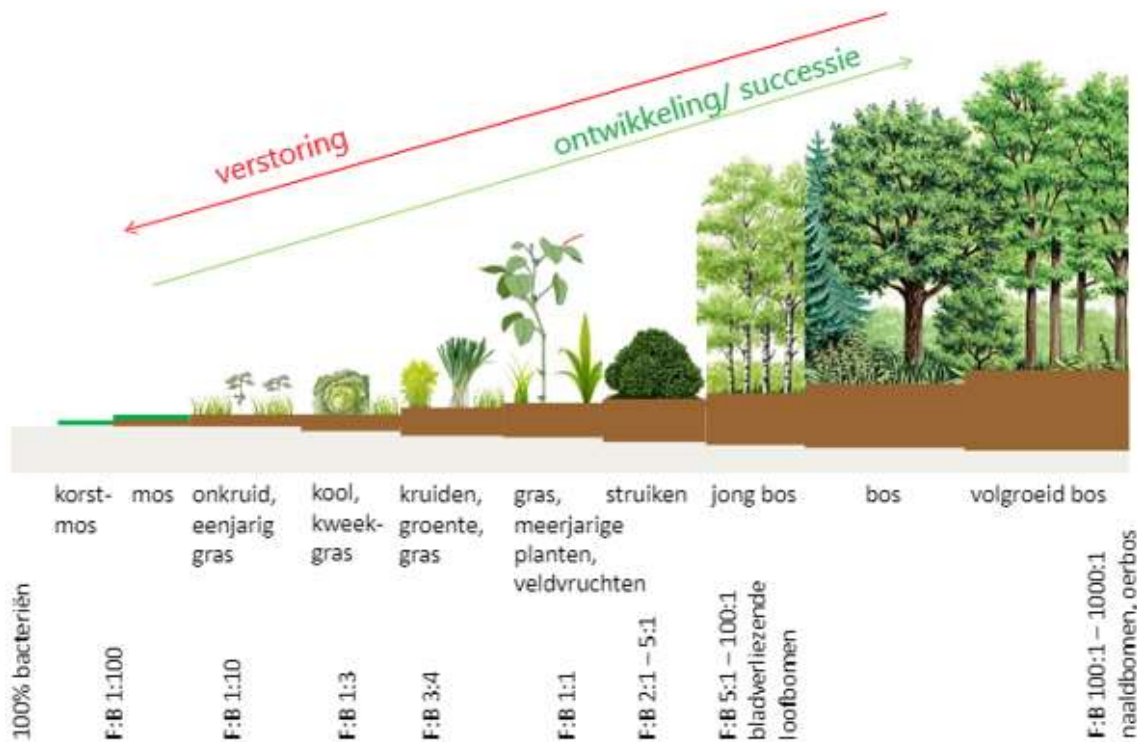 verstoring
ontwikkeling/ successie
korst-
mos
mos
onkruid,
eenjarig
gras
kool,
kweek-
gras
kruiden,
groente,
gras
gras,
meerjarige
planten,
veldvruchten
struiken
jong bos
bos
volgroeid bos
100% bacteriën
F:B 1:100
F:B 1:10
F:B 1:3
F:B 3:4
F:B 1:1
F:B 2:1 – 5:1
F:B 5:1 – 100:1
bladverliezende
loofbomen
F:B 100:1 – 1000:1
naaldbomen, oerbos